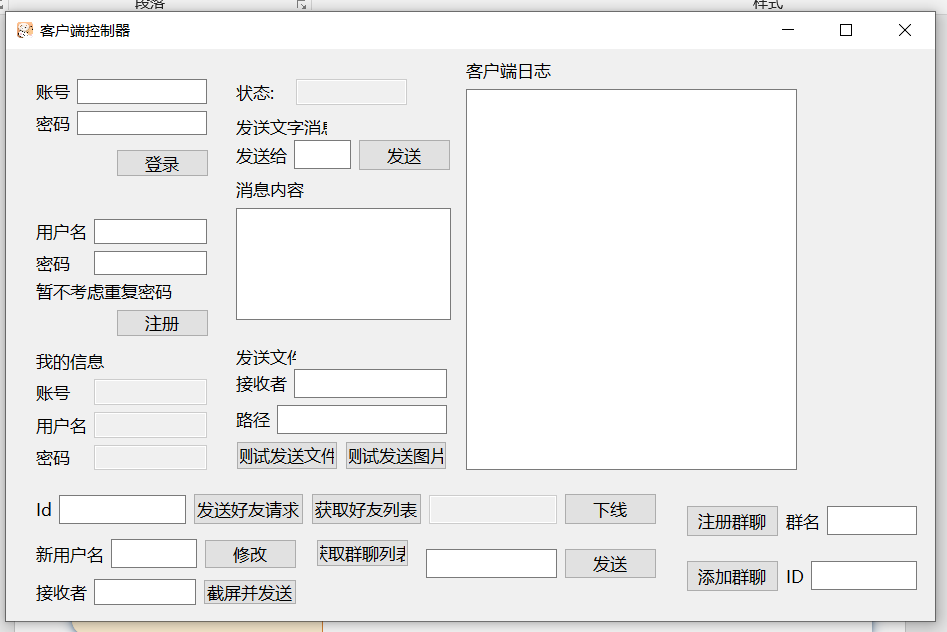 段落
样式
客户端控制器
账号
密码
登录
用户名
密码
暂不考虑重复密码
注册
我的信息
账号
用户名
密码
状态:
发送文字消息
发送给
发送
消息内容
发送文件
接收者
路径
测试发送文件
测试发送图片
客户端日志
Id
发送好友请求
获取好友列表
下线
新用户名
修改
获取群聊列表
发送
接收者
截屏并发送
注册群聊
群名
添加群聊
ID